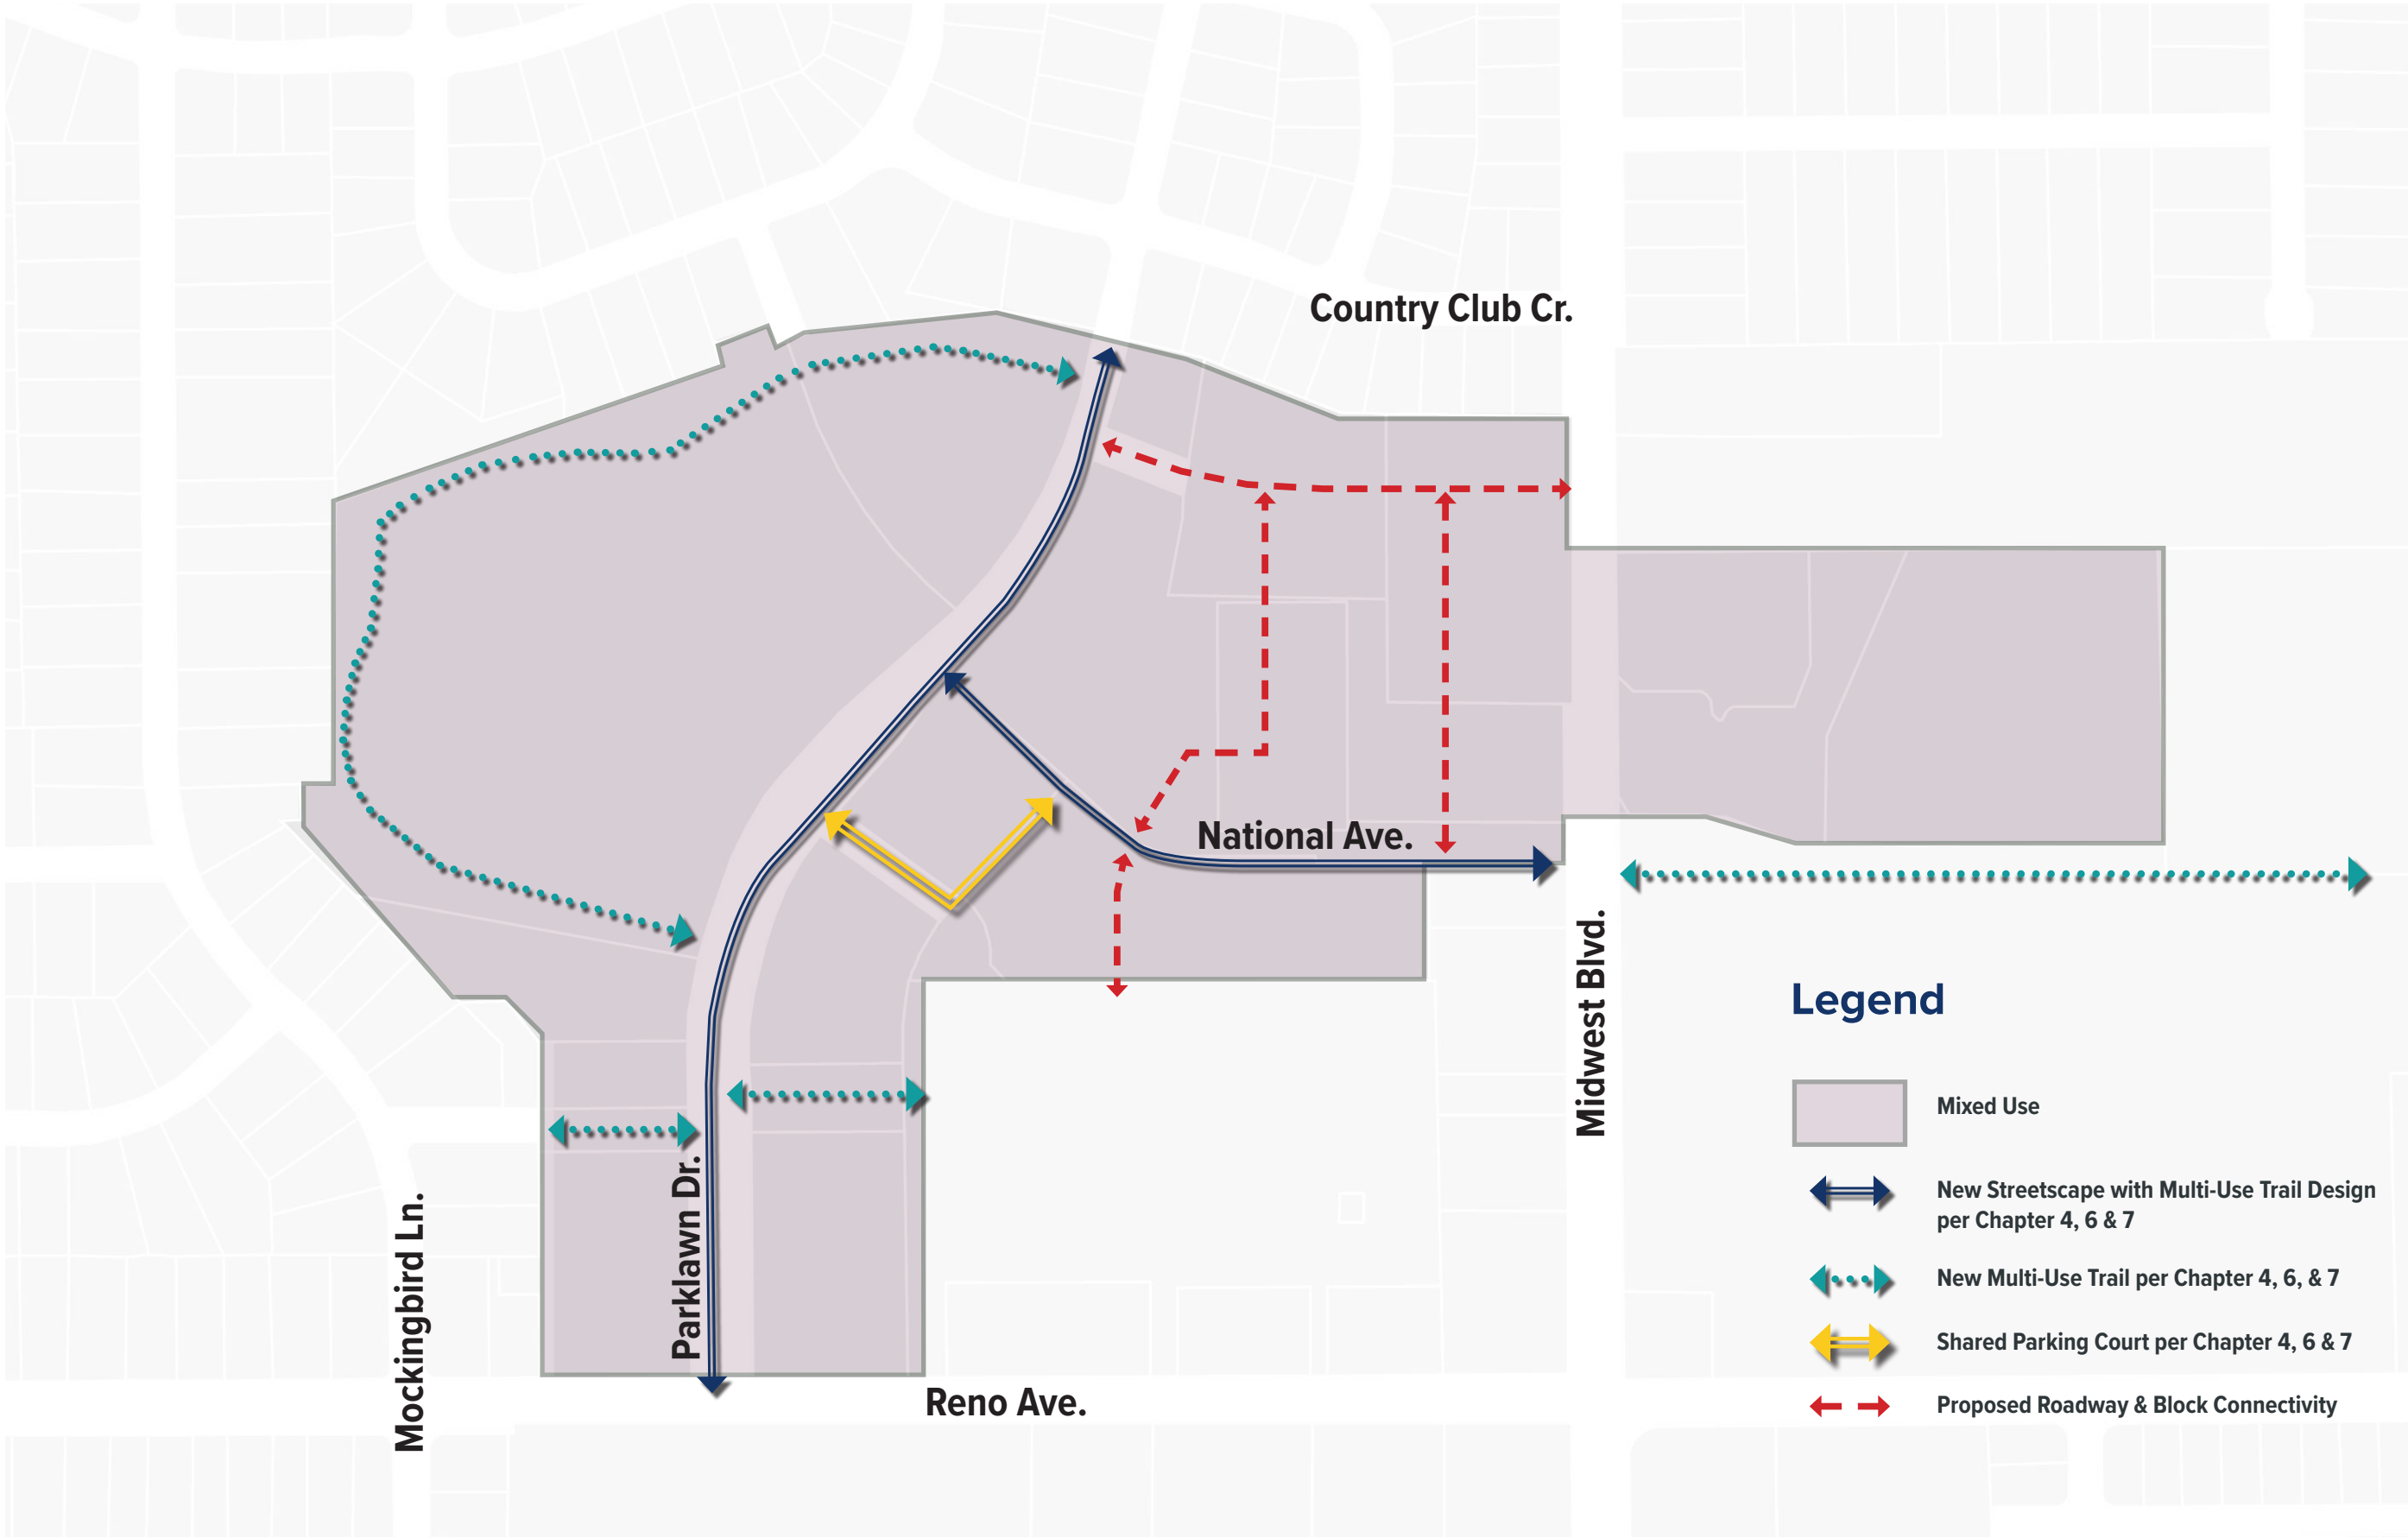 Country Club Cr.
National Ave.
Midwest Blvd.
Parklawn Dr.
Mockingbird Ln.
Reno Ave.
Legend
Mixed Use
New Streetscape with Multi-Use Trail Design
per Chapter 4, 6 & 7
New Multi-Use Trail per Chapter 4, 6, & 7
Shared Parking Court per Chapter 4, 6 & 7
Proposed Roadway & Block Connectivity